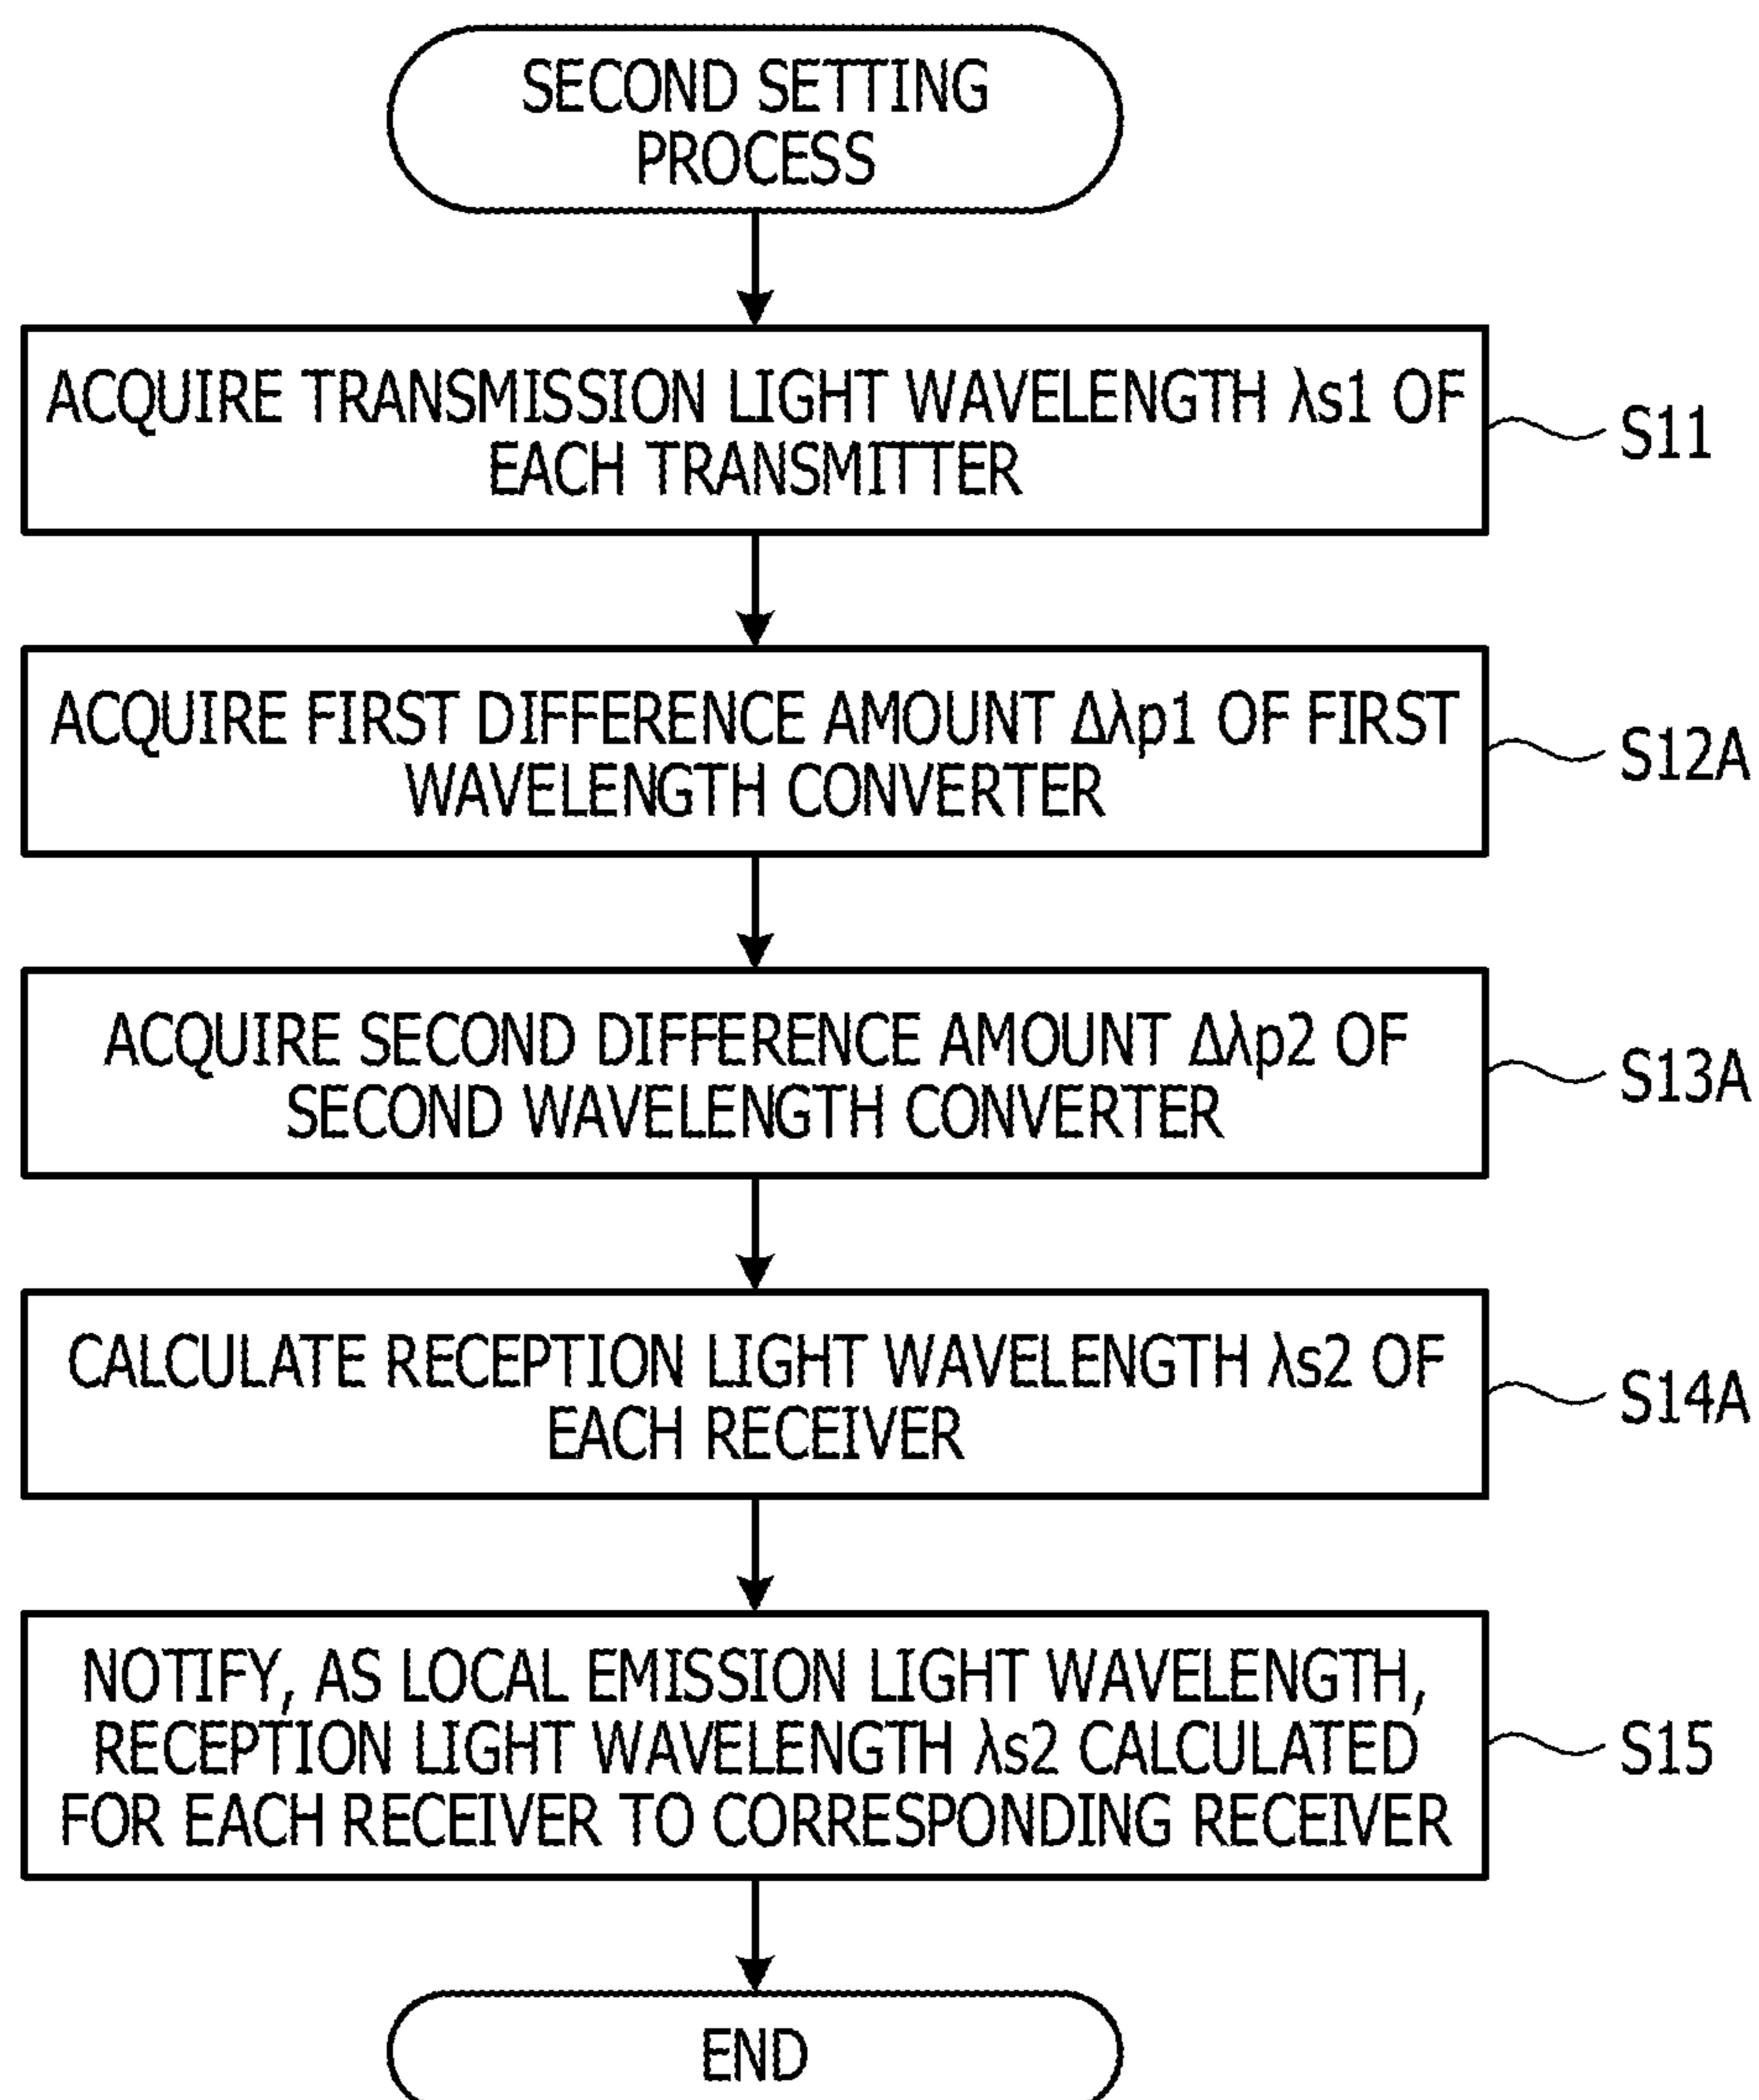 SECOND SETTING
PROCESS
ACQUIRE TRANSMISSION LIGHT WAVELENGTH λs1 OF
EACH TRANSMITTER
S11
ACQUIRE FIRST DIFFERENCE AMOUNT Δλp1 OF FIRST
WAVELENGTH CONVERTER
S12A
ACQUIRE SECOND DIFFERENCE AMOUNT Δλp2 OF
SECOND WAVELENGTH CONVERTER
S13A
CALCULATE RECEPTION LIGHT WAVELENGTH λs2 OF
EACH RECEIVER
S14A
NOTIFY, AS LOCAL EMISSION LIGHT WAVELENGTH,
RECEPTION LIGHT WAVELENGTH λs2 CALCULATED
FOR EACH RECEIVER TO CORRESPONDING RECEIVER
S15
END